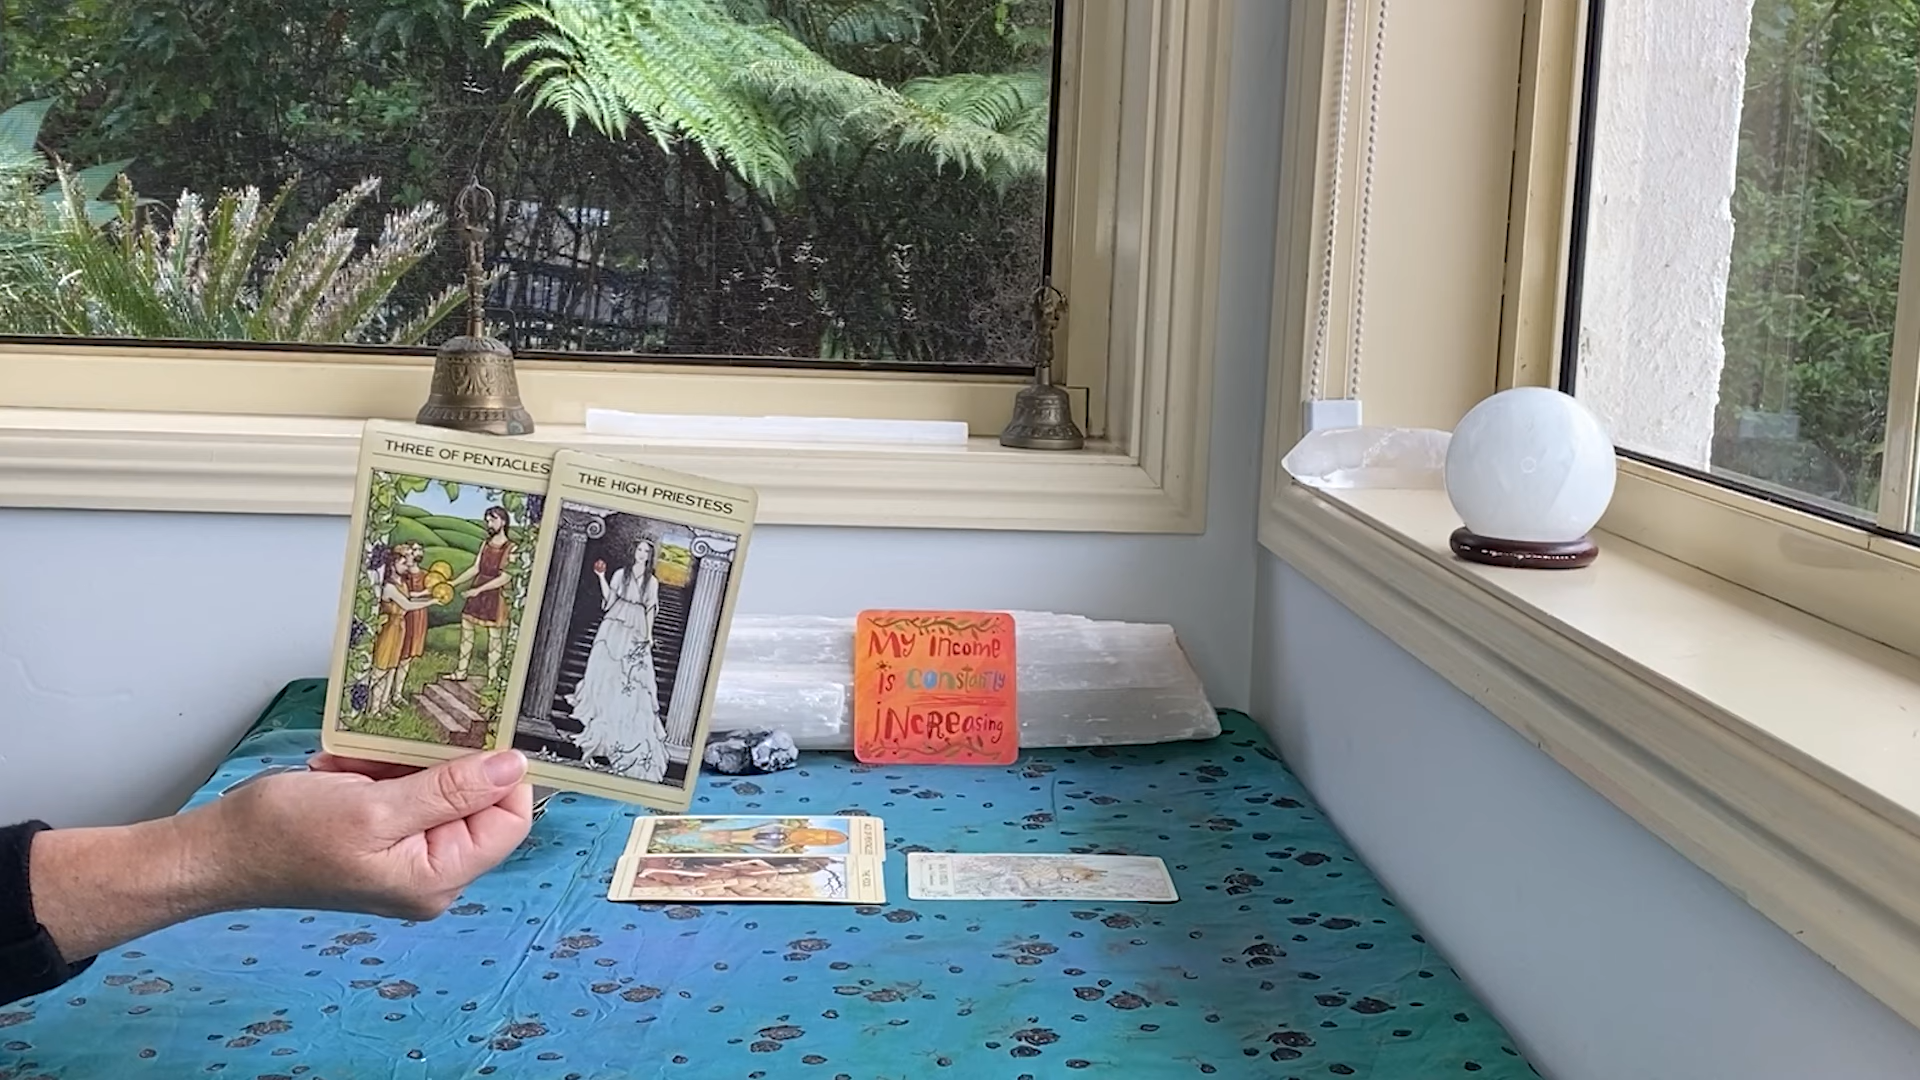 THREE OF PENTACLES
THE HIGH PRIESTESS
My Income
is constantly
INCREasing